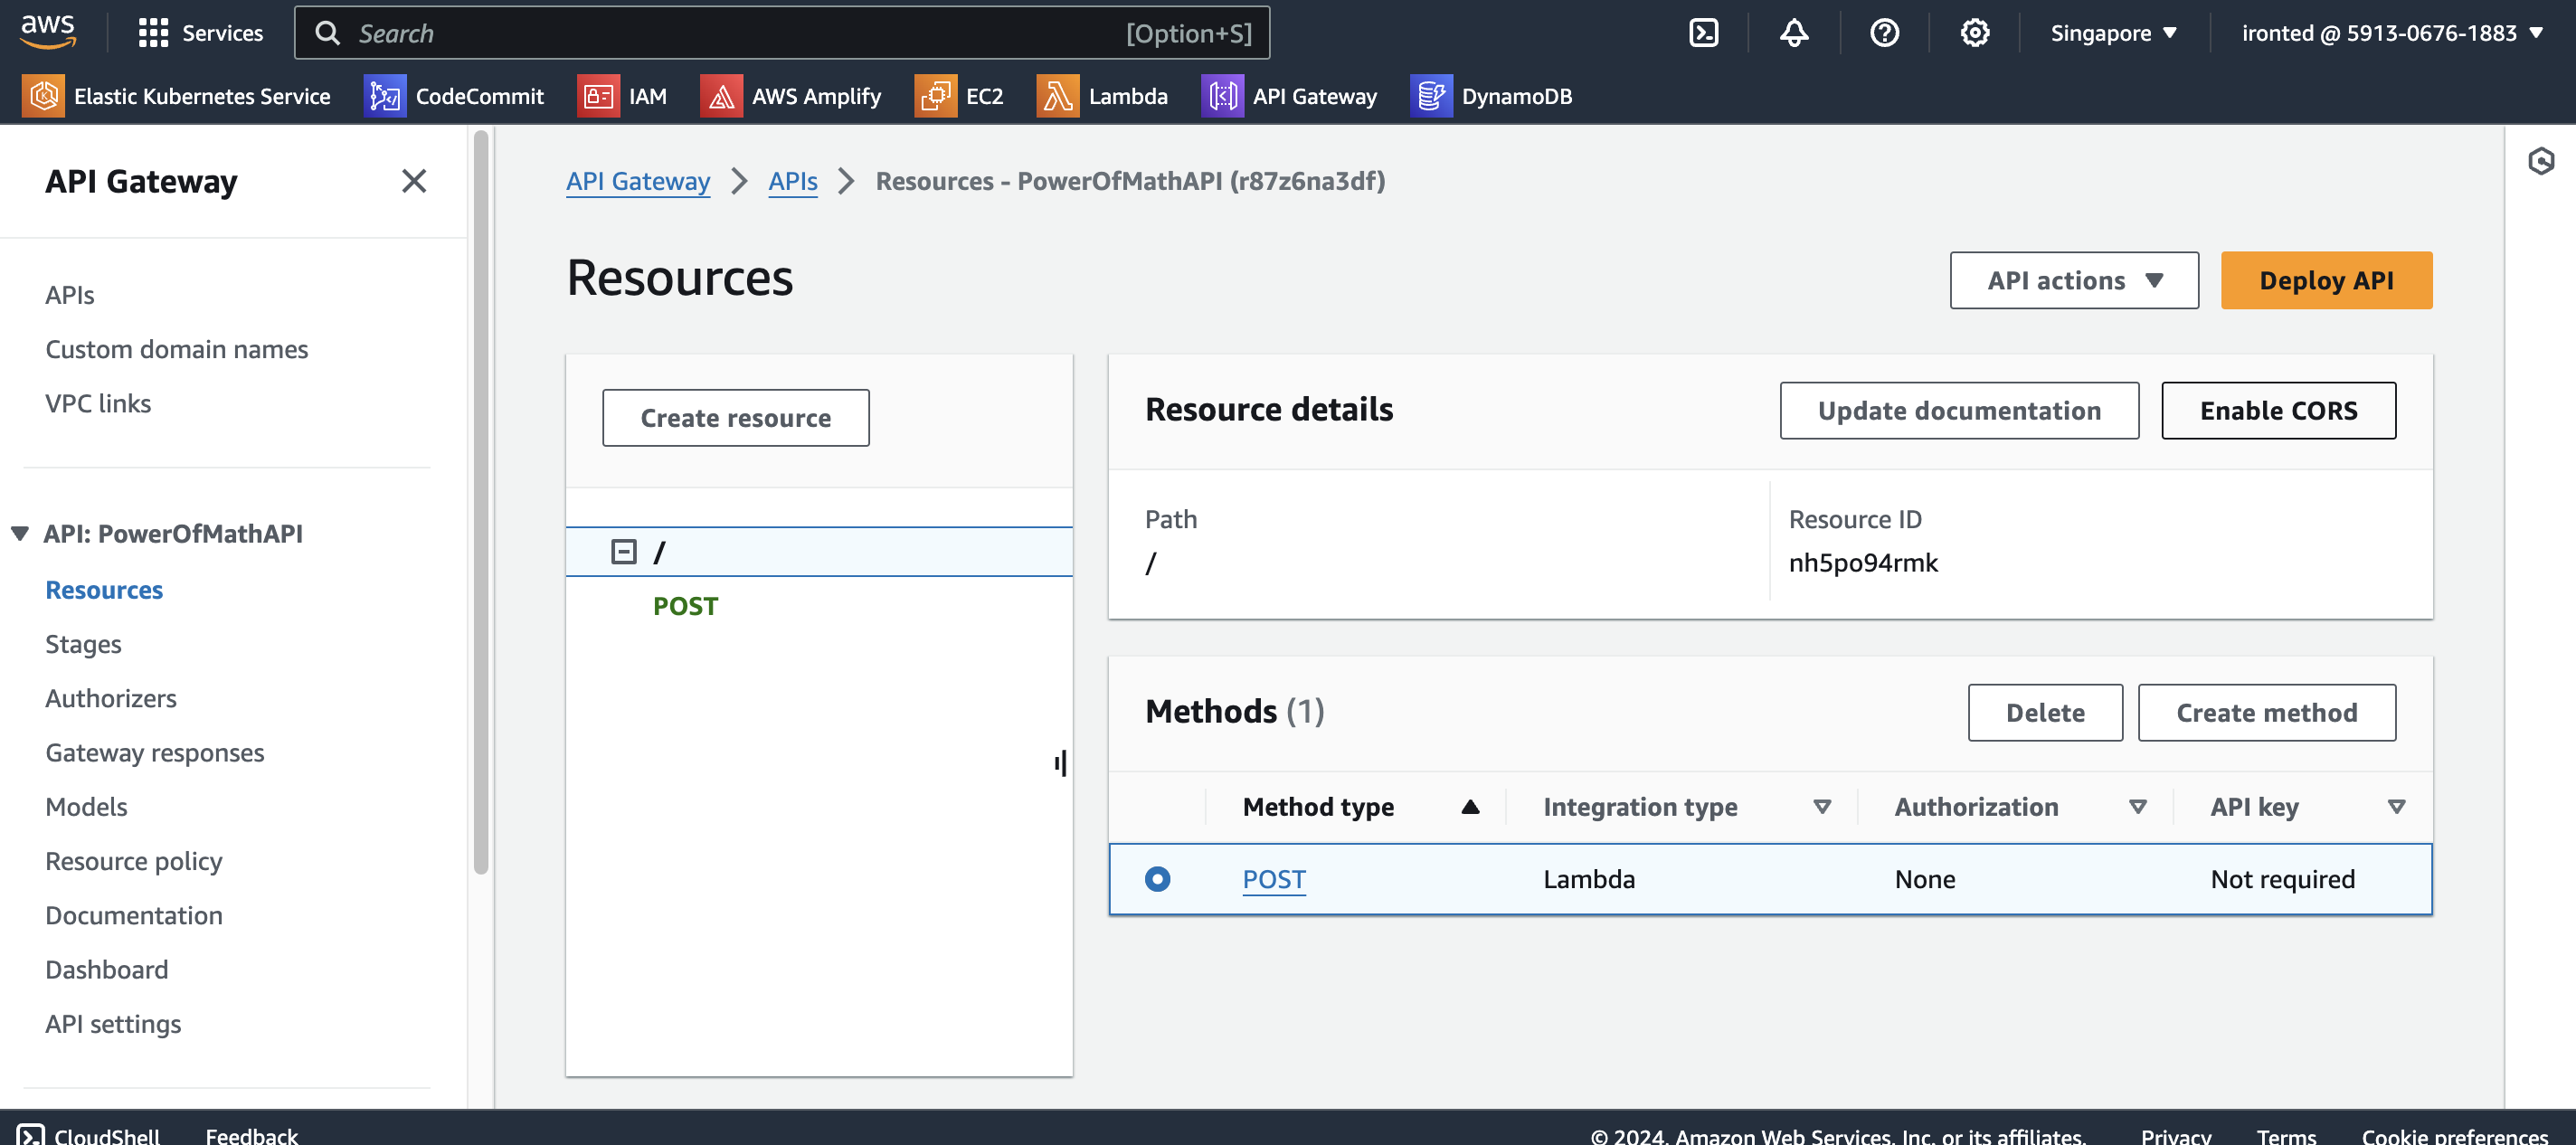 aws
Services
Search
[Option+S]
Singapore
ironted @ 5913-0676-1883
Elastic Kubernetes Service
CodeCommit
IAM
AWS Amplify
EC2
Lambda
API Gateway
DynamoDB
API Gateway
APIs
Custom domain names
VPC links
API: PowerOfMathAPI
Resources
Stages
Authorizers
Gateway responses
Models
Resource policy
Documentation
Dashboard
API settings
API Gateway
APIs
Resources - PowerOfMathAPI (r87z6na3df)
Resources
API actions
Deploy API
Create resource
/
POST
Resource details
Update documentation
Enable CORS
Path
/
Resource ID
nh5po94rmk
Methods (1)
Delete
Create method
Method type
Integration type
Authorization
API key
POST
Lambda
None
Not required
CloudShell
Feedback
© 2024, Amazon Web Services, Inc. or its affiliates.
Privacy
Terms
Cookie preferences